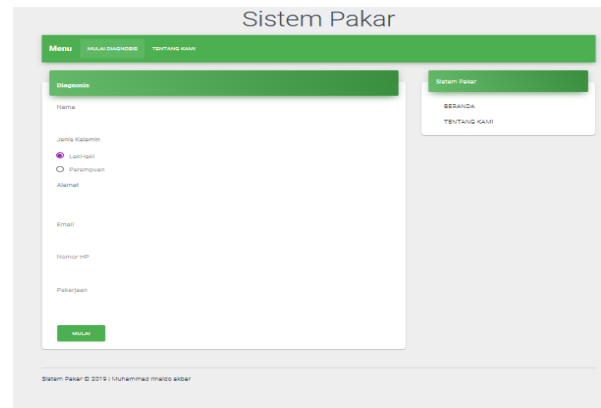 Sistem Pakar
Menu MULAI DIAGNOSIS TENTANG KAMI
Diagnosis
Nama
Jenis Kelamin
Laki-laki
Perempuan
Alamat
Email
Nomor HP
Pekerjaan
MULAI
Sistem Pakar
BERANDA
TENTANG KAMI
Sistem Pakar © 2019 | Muhammad rinaldo akbar